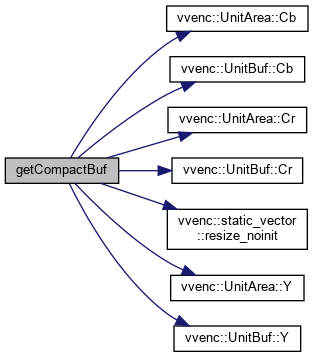 vvenc::UnitArea::Cb
vvenc::UnitBuf::Cb
vvenc::UnitArea::Cr
getCompactBuf
vvenc::UnitBuf::Cr
vvenc::static_vector
::resize_noinit
vvenc::UnitArea::Y
vvenc::UnitBuf::Y